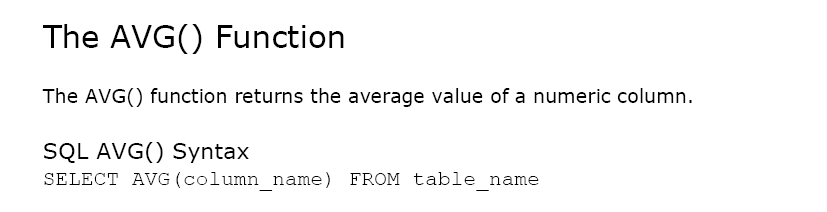 The AVG() Function
The AVG() function returns the average value of a numeric column.
SQL AVG() Syntax
SELECT AVG(column_name) FROM table_name